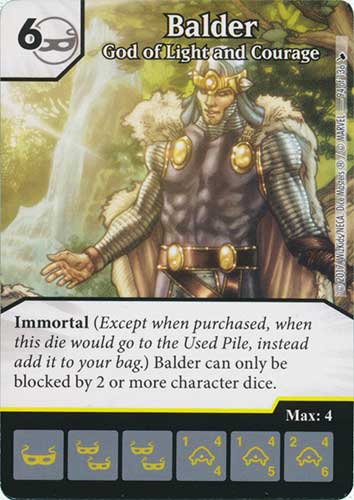 6
Balder
God of Light and Courage
Immortal (Except when purchased, when
this die would go to the Used Pile, instead
add it to your bag.) Balder can only be
blocked by 2 or more character dice.
Max: 4
1 4 4
1 4 5
2 4 6